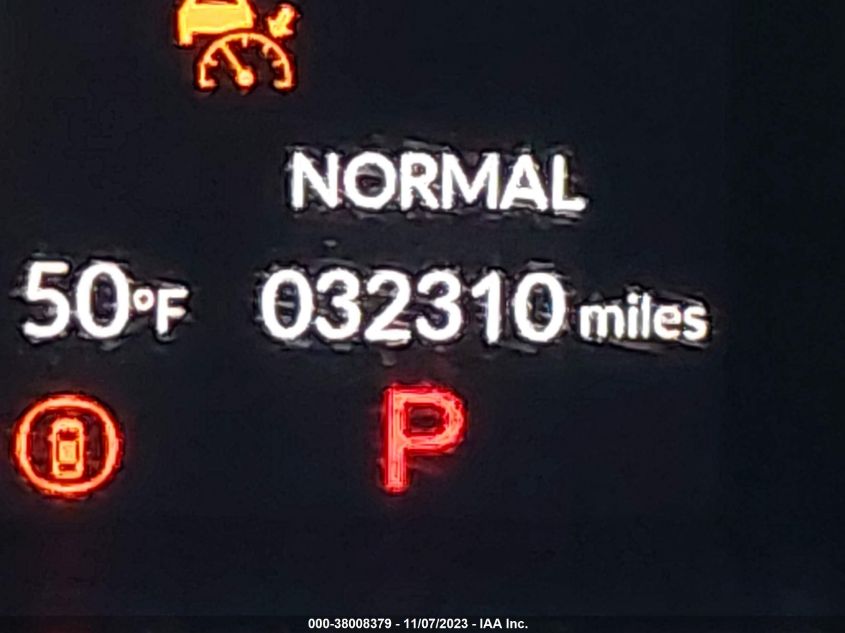 NORMAL
50°F 032310 miles
P
000-38008379 - 11/07/2023 - IAA Inc.